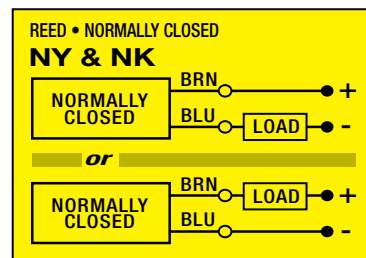 REED • NORMALLY CLOSED
NY & NK
NORMALLY
CLOSED
BRN
+
BLU
LOAD
-
or
NORMALLY
CLOSED
BRN
LOAD
+
BLU
-